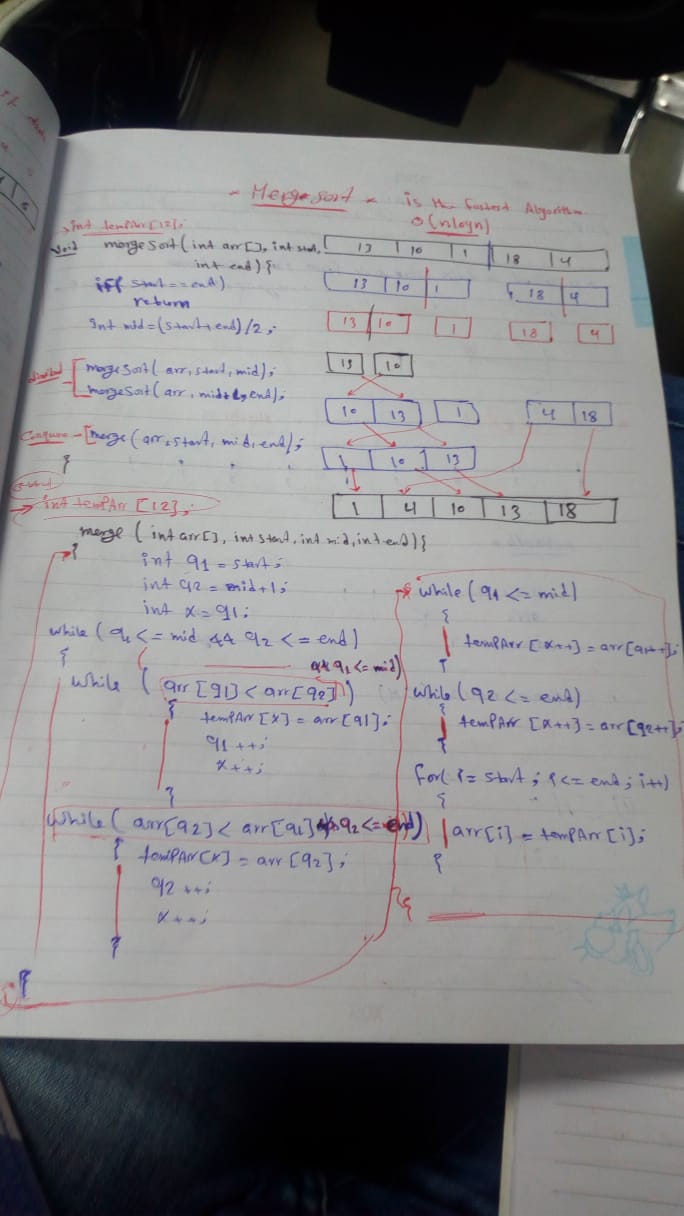 - Merge sort - is the fastest Algorithm
O(nlogn)
int tempArr[12];
void mergeSort(int arr[], int start,
int end){
if( start == end)
return
int mid=(start+end)/2;
mergeSort( arr, start, mid);
mergeSort( arr, mid+1, end);
[merge (arr, start, mid, end);
}
13 10 1 18 4
13 10 1 18 4
13 10 1 18 4
13 10
10 13 1 4 18
1 10 13
1 4 10 13 18
int tempArr [12];
merge ( int arr[], int start, int mid, int end){
int q1 = start;
int q2 = mid+1;
int x = q1;
while ( q1 <= mid && q2 <= end)
{
&& q1 <= mid)
while ( arr [q1] < arr[q2] ))
{
tempArr [x] = arr [q1];
q1 ++;
x++;
}
while ( arr[q2] < arr[q1] && q2 <= end)
{
tempArr[x] = arr [q2];
q2 ++;
x ++;
}
}
while ( q1 <= mid)
{
tempArr [x++] = arr[q1++];
}
while ( q2 <= end)
{
tempArr [x++] = arr[q2++];
}
for( i = start ; i <= end ; i++)
{
arr[i] = tempArr [i];
}